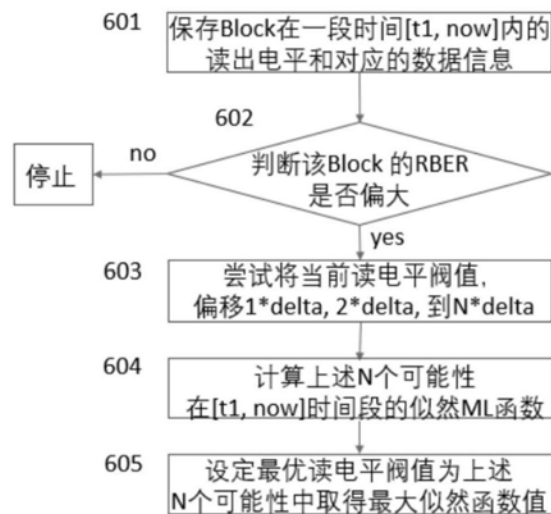 601
保存Block在一段时间[t1, now]内的
读出电平和对应的数据信息
602
no
停止
判断该Block 的RBER
是否偏大
yes
603
尝试将当前读电平阀值,
偏移1*delta, 2*delta, 到N*delta
604
计算上述N个可能性
在[t1, now]时间段的似然ML函数
605
设定最优读电平阀值为上述
N个可能性中取得最大似然函数值